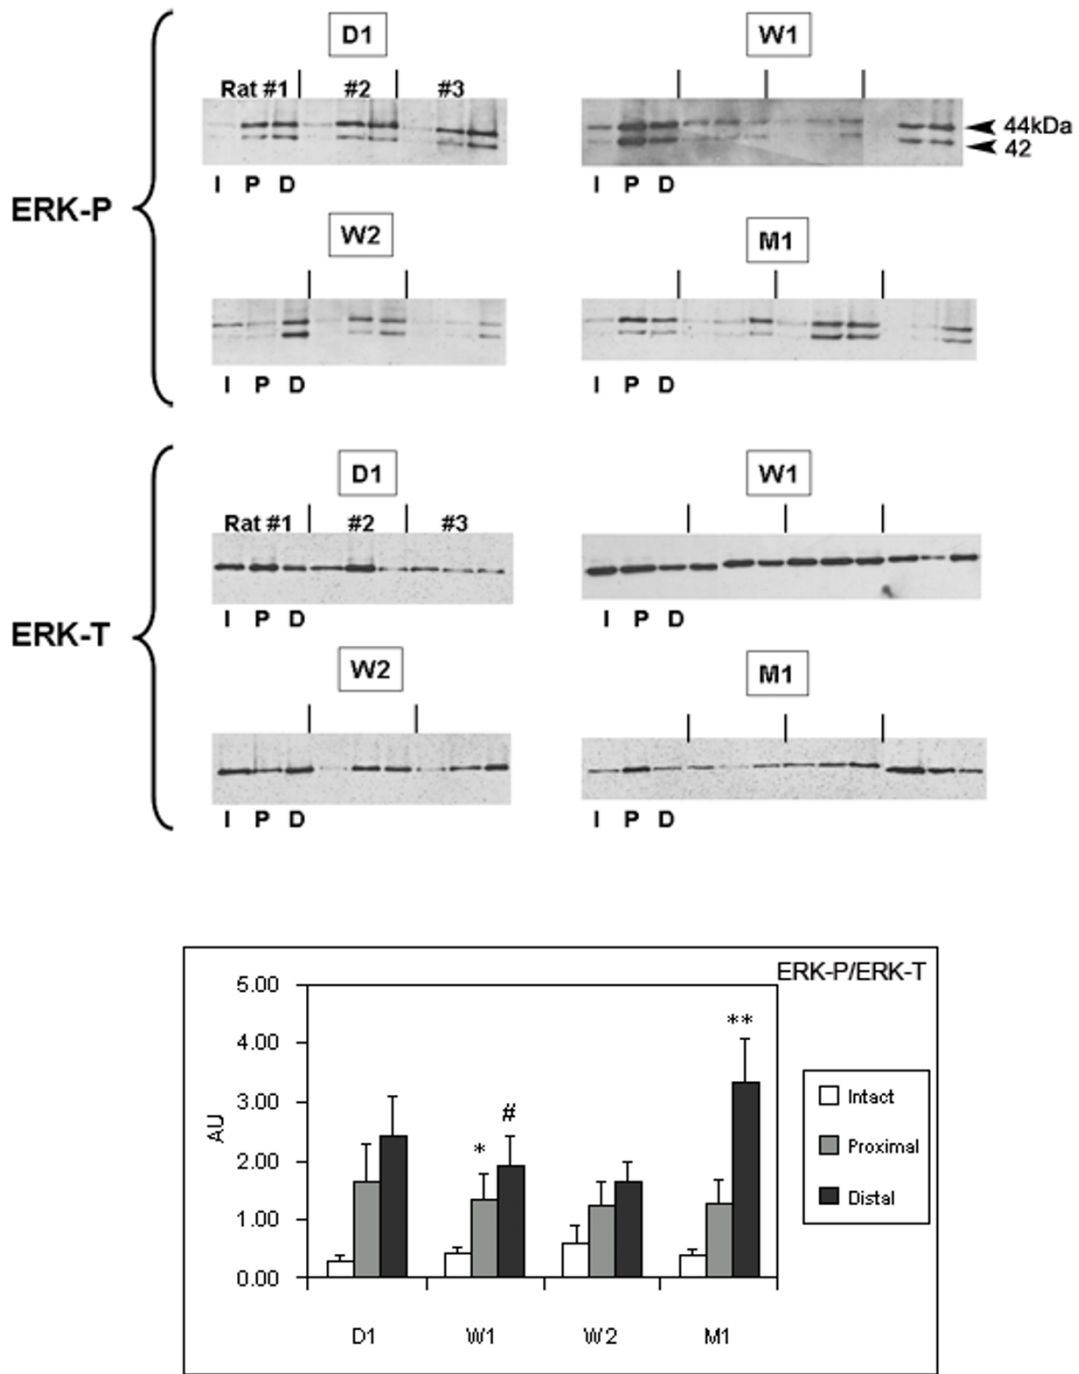 D1 W1
Rat #1 #2 #3
44kDa
42
I P D I P D
ERK-P
W2 M1
I P D I P D
D1 W1
Rat #1 #2 #3
I P D I P D
ERK-T
W2 M1
I P D I P D
ERK-P/ERK-T
5.00
4.00
3.00
2.00
1.00
0.00
AU
* # **
Intact
Proximal
Distal
D1 W1 W2 M1